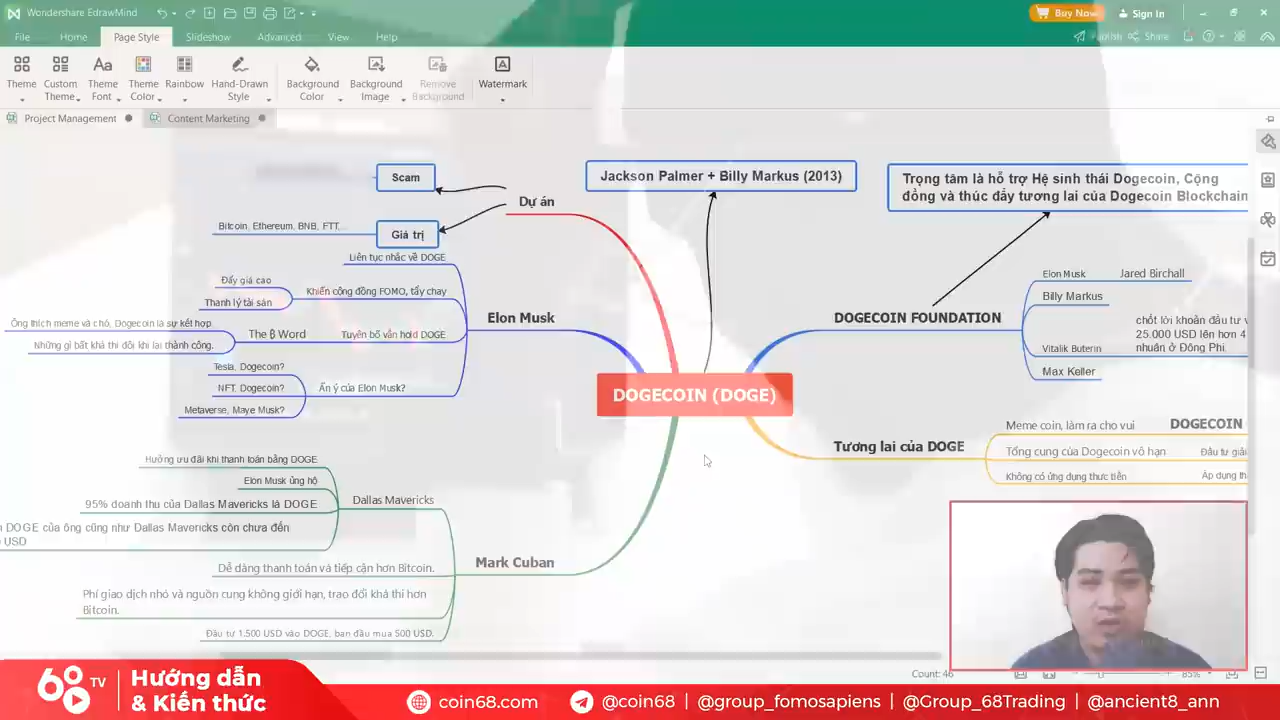 Wondershare EdrawMind
Buy Now
Sign In
File Home Page Style Slideshow Advanced View Help
Publish Share
Theme
Custom Theme
Theme Font
Theme Color
Rainbow
Hand-Drawn Style
Background Color
Background Image
Remove Background
Watermark
Project Management
Content Marketing
Scam
Dự án
Bitcoin, Ethereum, BNB, FTT,...
Giá trị
Jackson Palmer + Billy Markus (2013)
Trọng tâm là hỗ trợ Hệ sinh thái Dogecoin, Cộng
đồng và thúc đẩy tương lai của Dogecoin Blockchain
Liên tục nhắc về DOGE
Đẩy giá cao
Thanh lý tài sản
Khiến cộng đồng FOMO, tẩy chay
Elon Musk
Ông thích meme và chó, Dogecoin là sự kết hợp
Những gì bất khả thi đôi khi lại thành công.
The β Word
Tuyên bố vẫn hold DOGE
Tesla, Dogecoin?
NFT, Dogecoin?
Metaverse, Maye Musk?
Ẩn ý của Elon Musk?
DOGECOIN (DOGE)
DOGECOIN FOUNDATION
Elon Musk
Jared Birchall
Billy Markus
chốt lời khoản đầu tư v
25.000 USD lên hơn 4
nhuận ở Đông Phi
Vitalik Buterin
Max Keller
Tương lai của DOGE
Meme coin, làm ra cho vui
DOGECOIN
Tổng cung của Dogecoin vô hạn
Đầu tư giải
Không có ứng dụng thực tiễn
Áp dụng th
Hưởng ưu đãi khi thanh toán bằng DOGE
Elon Musk ủng hộ
95% doanh thu của Dallas Mavericks là DOGE
DOGE của ông cũng như Dallas Mavericks còn chưa đến
USD
Dallas Mavericks
Mark Cuban
Dễ dàng thanh toán và tiếp cận hơn Bitcoin.
Phí giao dịch nhỏ và nguồn cung không giới hạn, trao đổi khả thi hơn
Bitcoin.
Đầu tư 1.500 USD vào DOGE, ban đầu mua 500 USD.
Count: 46
85%
68 TV
Hướng dẫn
& Kiến thức
coin68.com
@coin68 | @group_fomosapiens | @Group_68Trading | @ancient8_ann